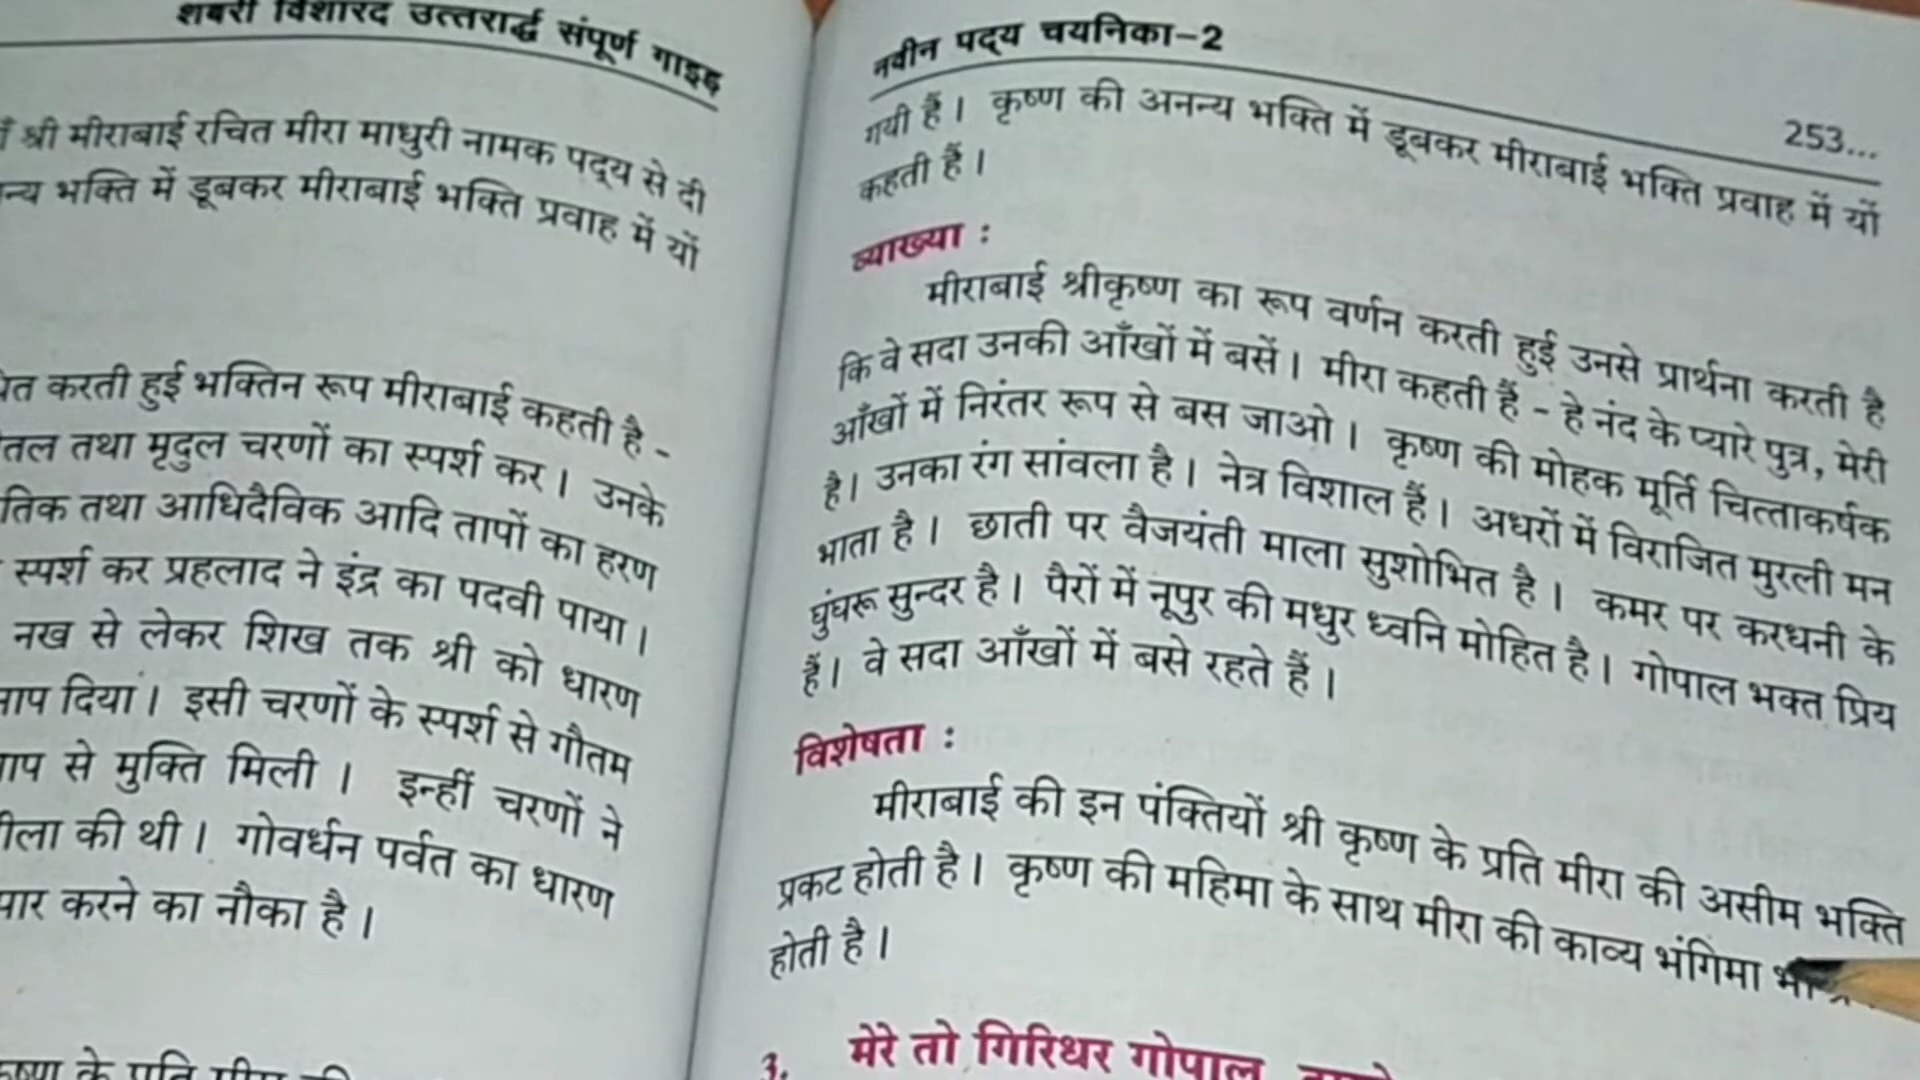 शबरी विशारद उत्तरार्द्ध संपूर्ण गाइड
श्री मीराबाई रचित मीरा माधुरी नामक पद्य से दी
भक्ति में डूबकर मीराबाई भक्ति प्रवाह में यों
करती हुई भक्तिन रूप मीराबाई कहती है -
तथा मृदुल चरणों का स्पर्श कर। उनके
तथा आधिदैविक आदि तापों का हरण
स्पर्श कर प्रहलाद ने इंद्र का पदवी पाया।
नख से लेकर शिख तक श्री को धारण
दिया। इसी चरणों के स्पर्श से गौतम
से मुक्ति मिली। इन्हीं चरणों ने
की थी। गोवर्धन पर्वत का धारण
पार करने का नौका है।
के प्रति
नवीन पद्य चयनिका-2
253...
गयी हैं। कृष्ण की अनन्य भक्ति में डूबकर मीराबाई भक्ति प्रवाह में यों
कहती हैं।
व्याख्या :
मीराबाई श्रीकृष्ण का रूप वर्णन करती हुई उनसे प्रार्थना करती है
कि वे सदा उनकी आँखों में बसें। मीरा कहती हैं - हे नंद के प्यारे पुत्र, मेरी
आँखों में निरंतर रूप से बस जाओ। कृष्ण की मोहक मूर्ति चित्ताकर्षक
है। उनका रंग सांवला है। नेत्र विशाल हैं। अधरों में विराजित मुरली मन
भाता है। छाती पर वैजयंती माला सुशोभित है। कमर पर करधनी के
घुंघरू सुन्दर है। पैरों में नूपुर की मधुर ध्वनि मोहित है। गोपाल भक्त प्रिय
हैं। वे सदा आँखों में बसे रहते हैं।
विशेषता :
मीराबाई की इन पंक्तियों श्री कृष्ण के प्रति मीरा की असीम भक्ति
प्रकट होती है। कृष्ण की महिमा के साथ मीरा की काव्य भंगिमा
होती है।
3. मेरे तो गिरिधर गोपाल